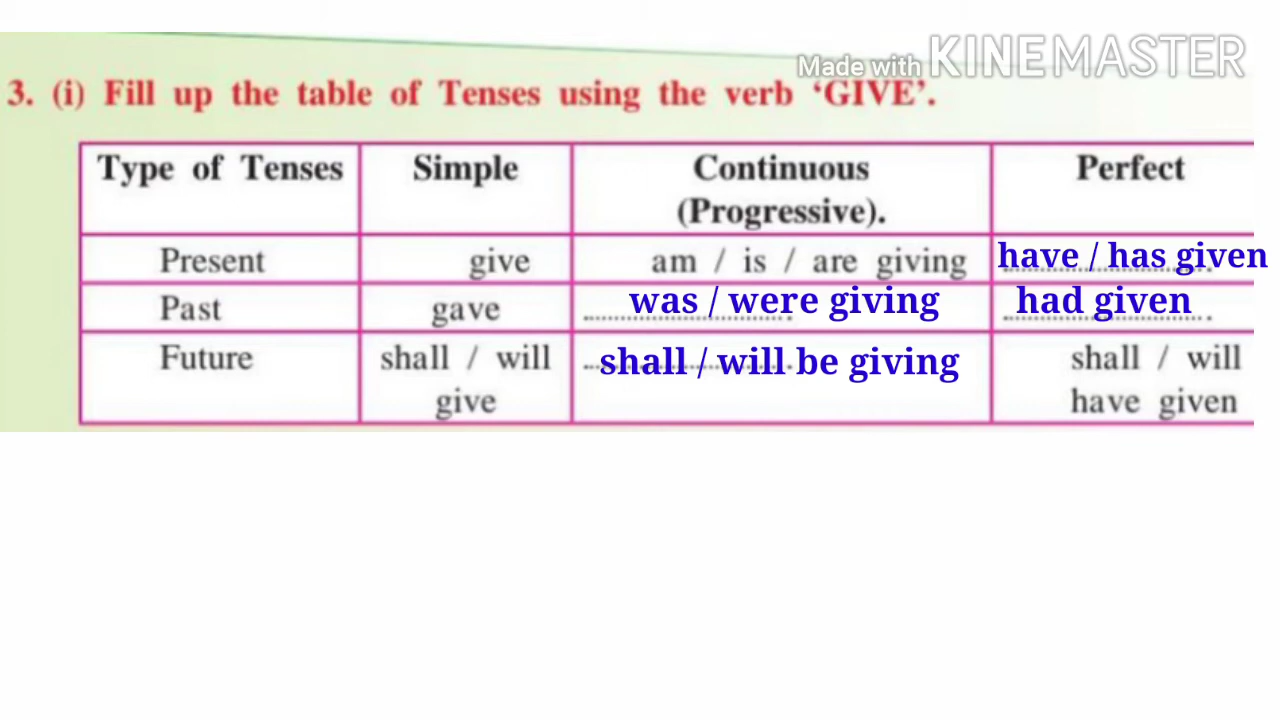 Made with KINEMASTER
3. (i) Fill up the table of Tenses using the verb ‘GIVE’.
Type of Tenses Simple Continuous Perfect
(Progressive).
Present give am / is / are giving have / has given
Past gave was / were giving had given
Future shall / will shall / will be giving shall / will
give have given